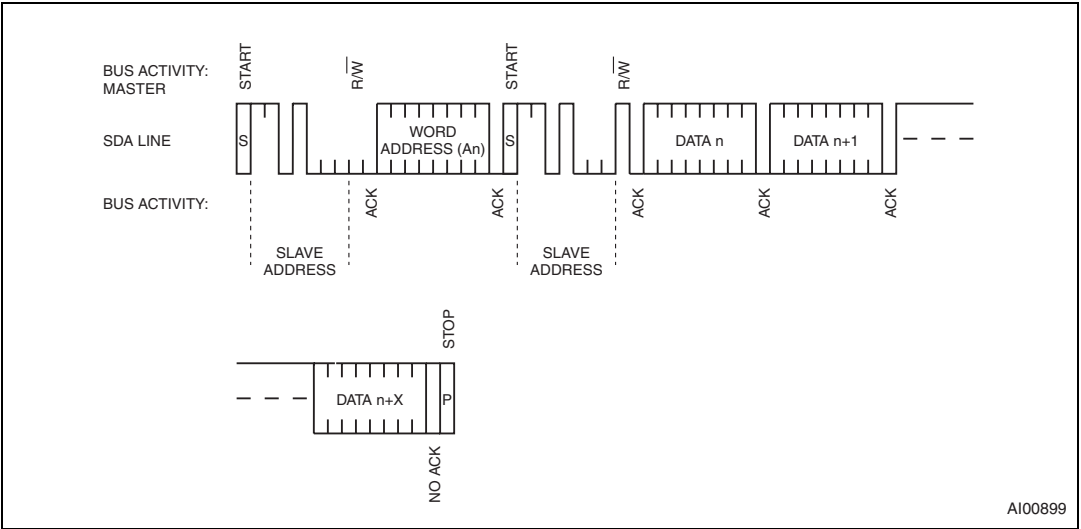 BUS ACTIVITY:
MASTER
START
R/W
START
R/W
SDA LINE
S
WORD
ADDRESS (An)
S
DATA n
DATA n+1
BUS ACTIVITY:
ACK
ACK
ACK
ACK
ACK
SLAVE
ADDRESS
SLAVE
ADDRESS
STOP
DATA n+X
P
NO ACK
AI00899